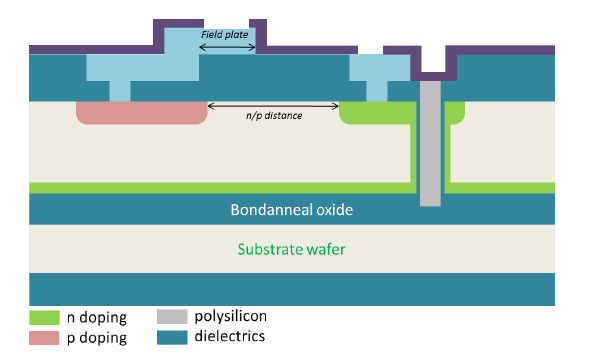 Field plate
n/p distance
Bondanneal oxide
Substrate wafer
n doping
polysilicon
p doping
dielectrics